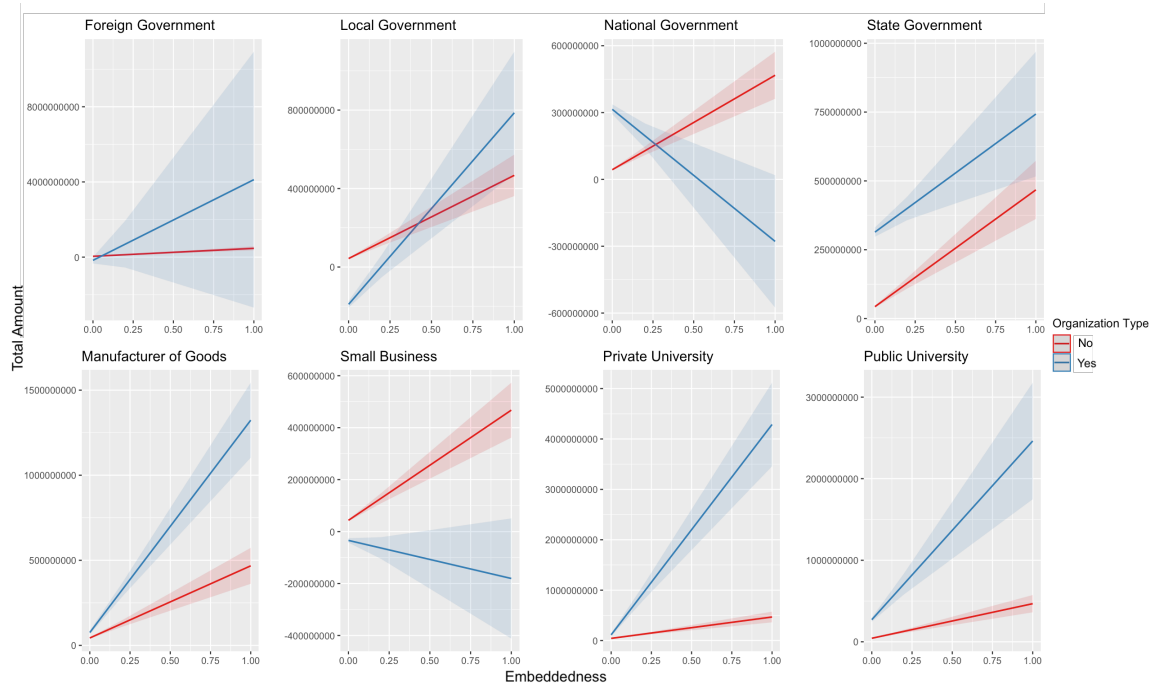 Foreign Government
Local Government
National Government
State Government
8000000000
4000000000
0
0.00 0.25 0.50 0.75 1.00
800000000
400000000
0
0.00 0.25 0.50 0.75 1.00
600000000
300000000
0
-300000000
-600000000
0.00 0.25 0.50 0.75 1.00
1000000000
750000000
500000000
250000000
0
0.00 0.25 0.50 0.75 1.00
Total Amount
Organization Type
No
Yes
Manufacturer of Goods
Small Business
Private University
Public University
1500000000
1000000000
500000000
0
0.00 0.25 0.50 0.75 1.00
600000000
400000000
200000000
0
-200000000
-400000000
0.00 0.25 0.50 0.75 1.00
5000000000
4000000000
3000000000
2000000000
1000000000
0
0.00 0.25 0.50 0.75 1.00
3000000000
2000000000
1000000000
0
0.00 0.25 0.50 0.75 1.00
Embeddedness